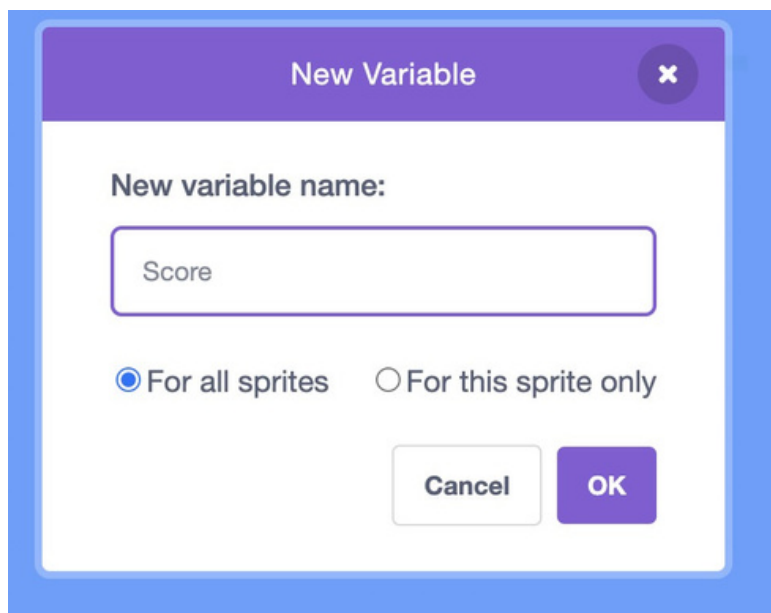 New Variable
New variable name:
Score
For all sprites For this sprite only
Cancel OK